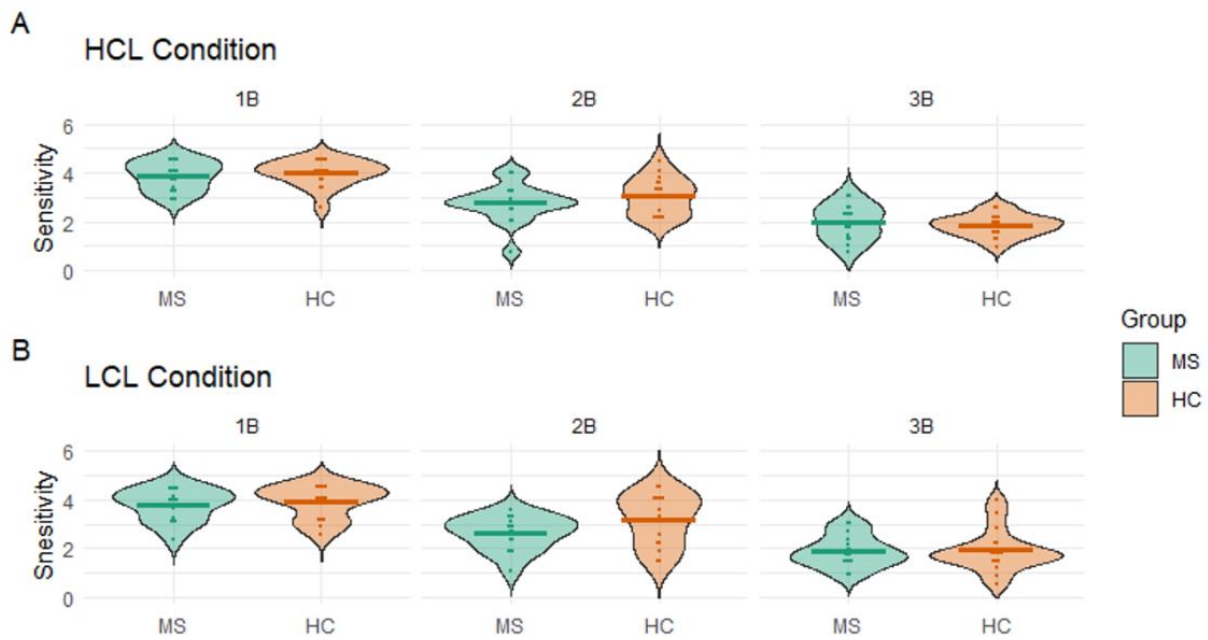 A
HCL Condition
1B 2B 3B
Sensitivity
6
4
2
0
MS HC MS HC MS HC
Group
MS
HC
B
LCL Condition
1B 2B 3B
Snesitivity
6
4
2
0
MS HC MS HC MS HC